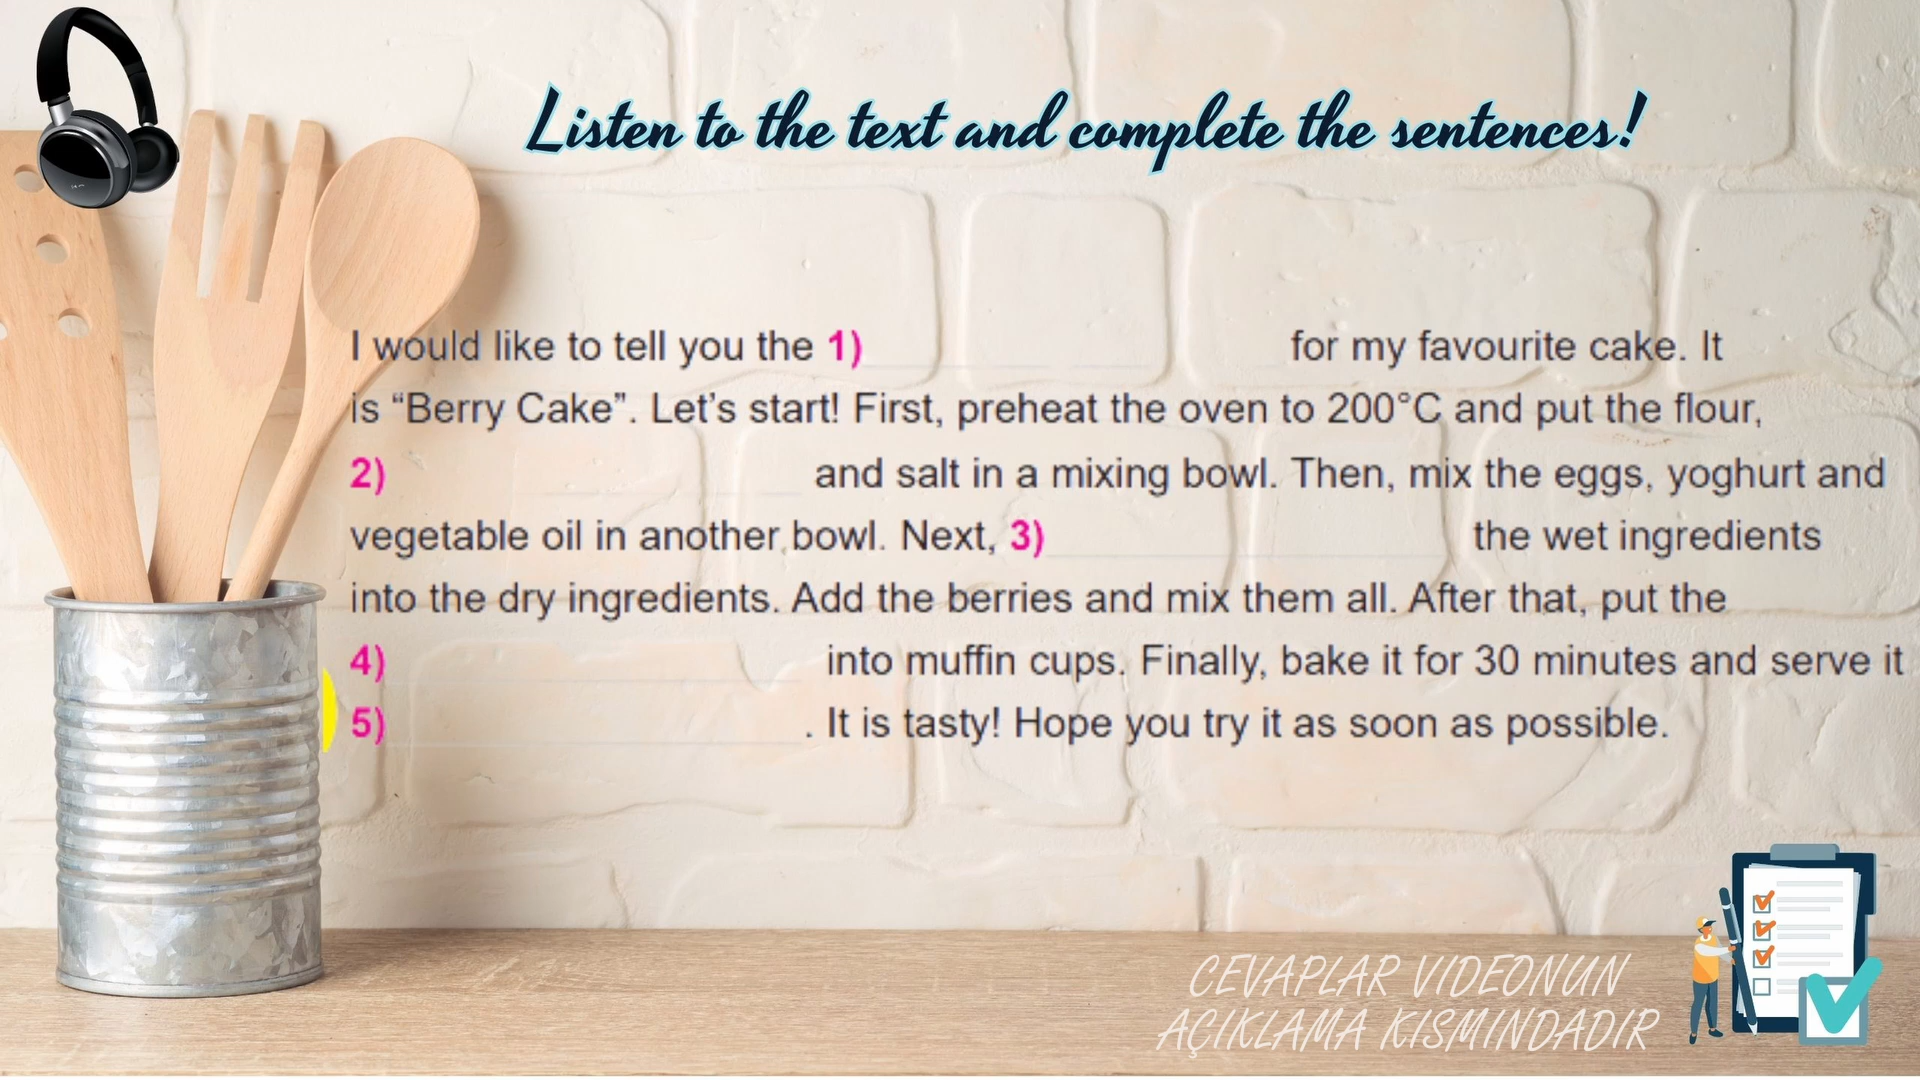 Listen to the text and complete the sentences!
I would like to tell you the 1) for my favourite cake. It
is “Berry Cake”. Let’s start! First, preheat the oven to 200°C and put the flour,
2) and salt in a mixing bowl. Then, mix the eggs, yoghurt and
vegetable oil in another bowl. Next, 3) the wet ingredients
into the dry ingredients. Add the berries and mix them all. After that, put the
4) into muffin cups. Finally, bake it for 30 minutes and serve it
5) . It is tasty! Hope you try it as soon as possible.
CEVAPLAR VIDEONUN
AÇIKLAMA KISMINDADIR